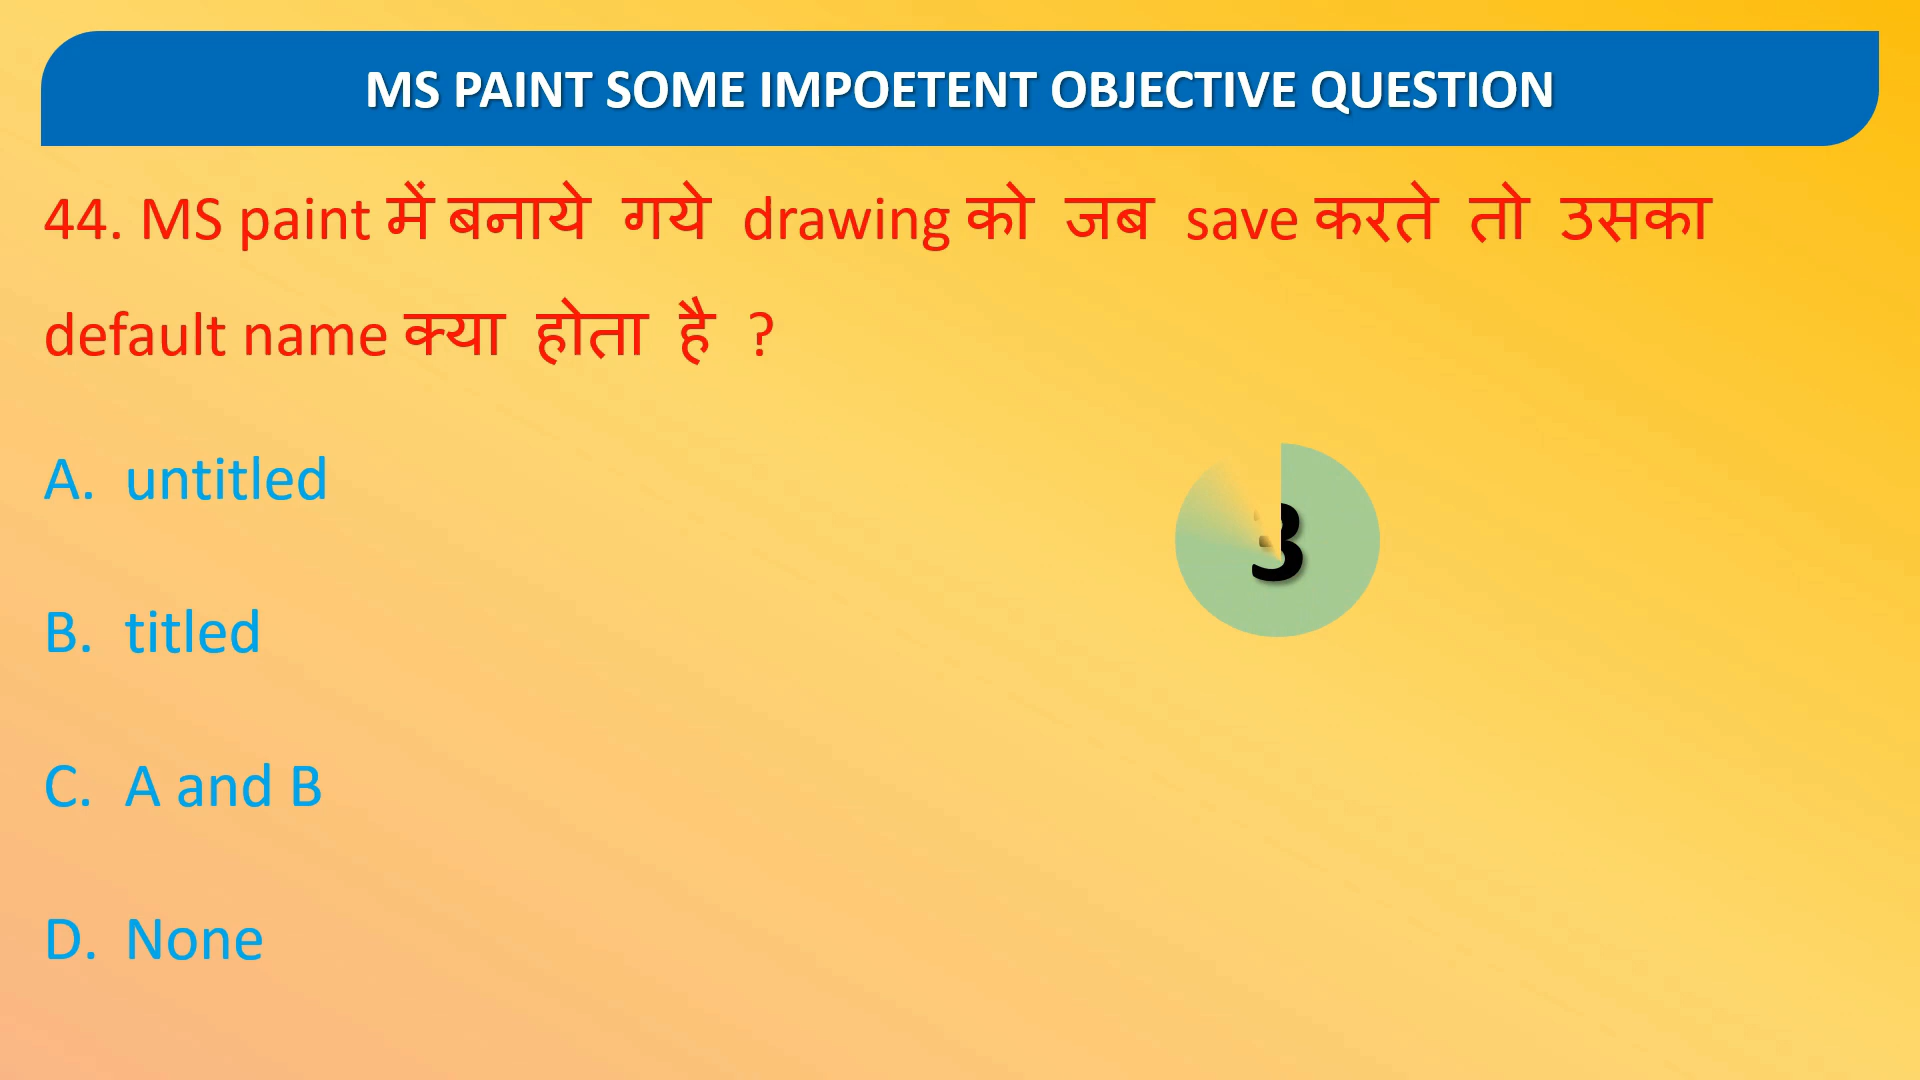 MS PAINT SOME IMPOETENT OBJECTIVE QUESTION
44. MS paint में बनाये गये drawing को जब save करते तो उसका
default name क्या होता है ?
A. untitled
3
B. titled
C. A and B
D. None